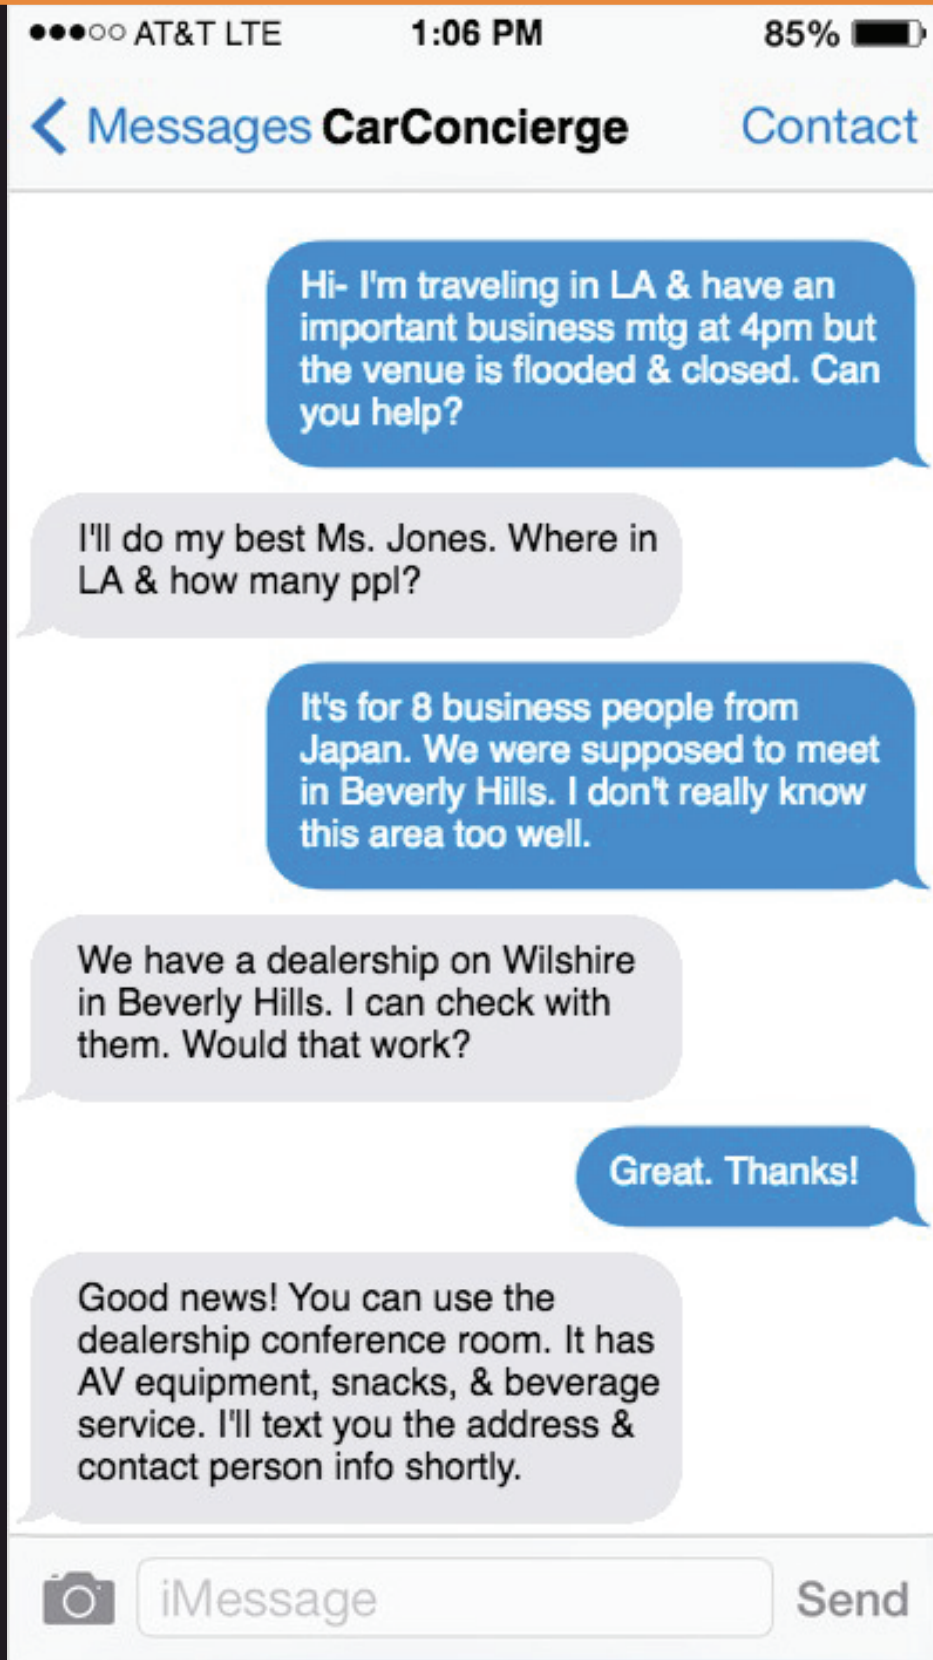 AT&T LTE 1:06 PM 85%
Messages CarConcierge Contact
Hi- I'm traveling in LA & have an
important business mtg at 4pm but
the venue is flooded & closed. Can
you help?
I'll do my best Ms. Jones. Where in
LA & how many ppl?
It's for 8 business people from
Japan. We were supposed to meet
in Beverly Hills. I don't really know
this area too well.
We have a dealership on Wilshire
in Beverly Hills. I can check with
them. Would that work?
Great. Thanks!
Good news! You can use the
dealership conference room. It has
AV equipment, snacks, & beverage
service. I'll text you the address &
contact person info shortly.
iMessage Send